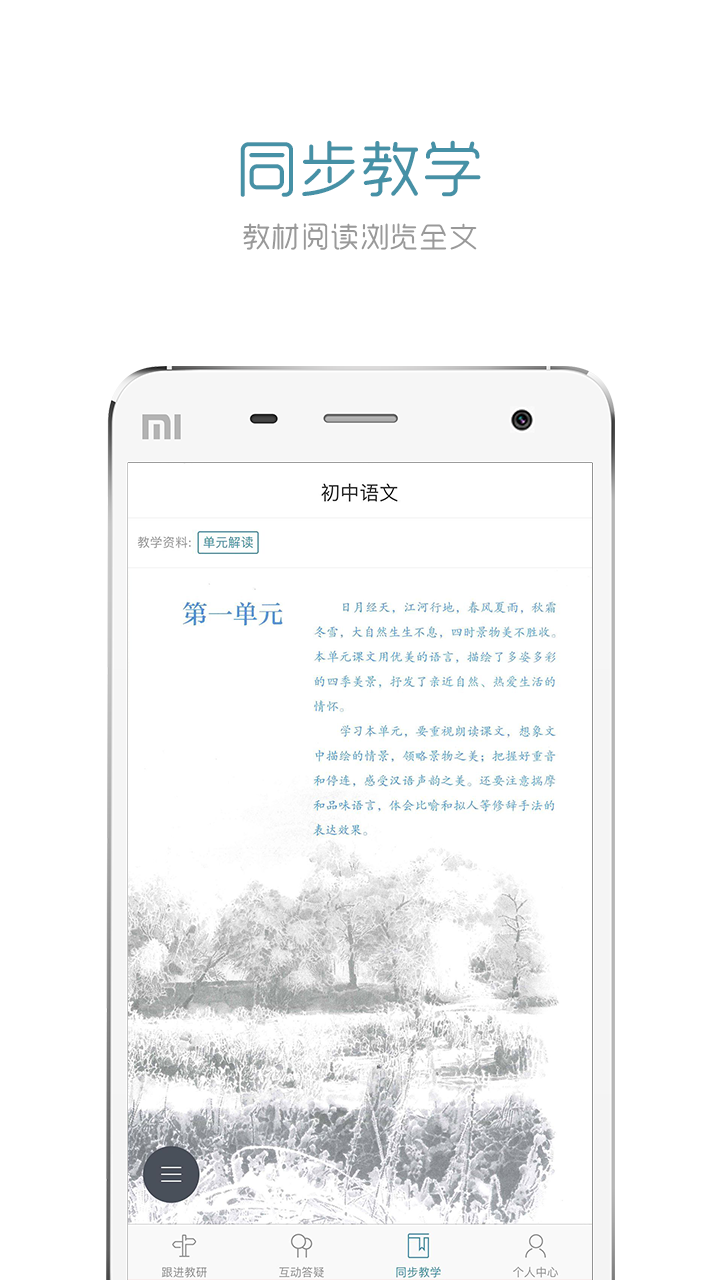 同步教学
教材阅读浏览全文
MI
初中语文
教学资料: 单元解读
第一单元
日月经天，江河行地，春风夏雨，秋霜
冬雪，大自然生生不息，四时景物美不胜收。
本单元课文用优美的语言，描绘了多姿多彩
的四季美景，抒发了亲近自然、热爱生活的
情怀。
学习本单元，要重视朗读课文，想象文
中描绘的情景，领略景物之美；把握好重音
和停连，感受汉语声韵之美。还要注意揣摩
和品味语言，体会比喻和拟人等修辞手法的
表达效果。
跟进教研 互动答疑 同步教学 个人中心